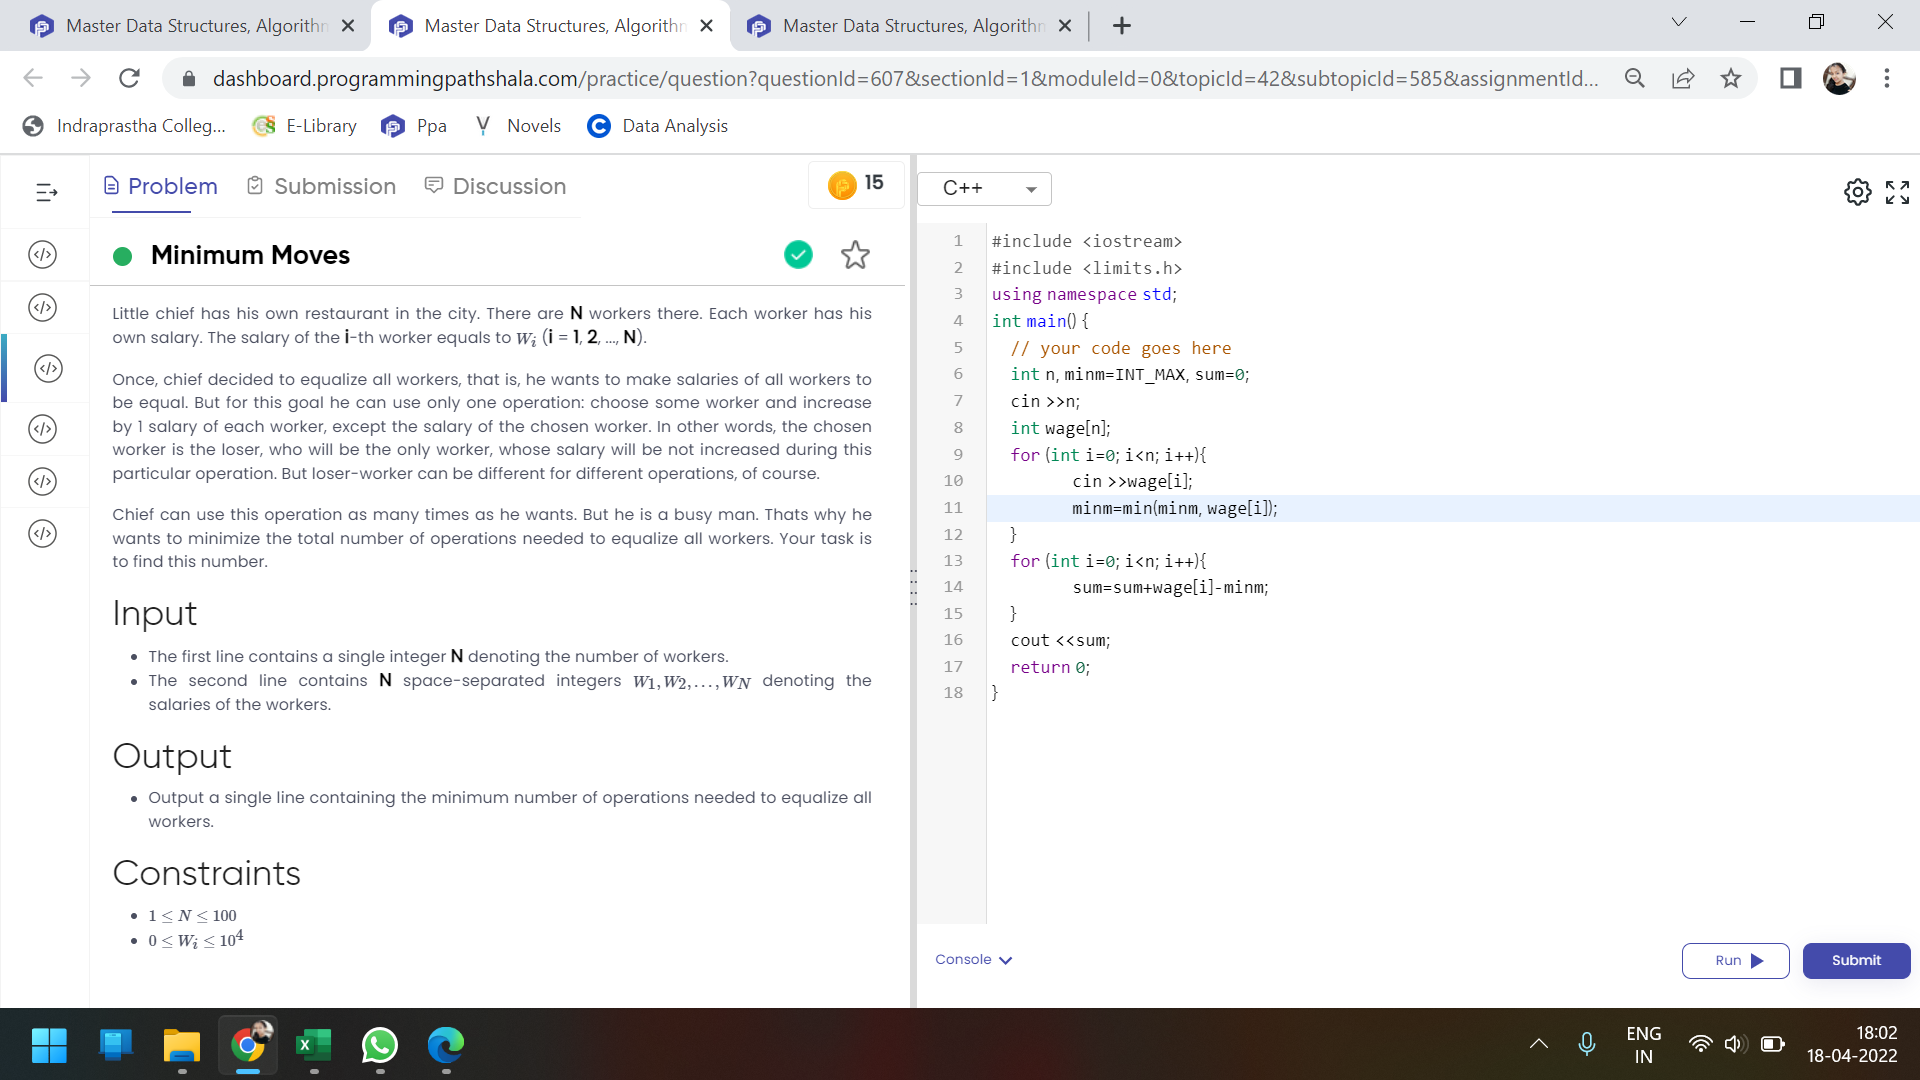 Master Data Structures, Algorithm
Master Data Structures, Algorithm
Master Data Structures, Algorithm
dashboard.programmingpathshala.com/practice/question?questionId=607&sectionId=1&moduleId=0&topicId=42&subtopicId=585&assignmentId...
Indraprastha Colleg...
E-Library
Ppa
Novels
Data Analysis
Problem
Submission
Discussion
15
Minimum Moves
Little chief has his own restaurant in the city. There are N workers there. Each worker has his
own salary. The salary of the i-th worker equals to Wi (i = 1, 2, ..., N).
Once, chief decided to equalize all workers, that is, he wants to make salaries of all workers to
be equal. But for this goal he can use only one operation: choose some worker and increase
by 1 salary of each worker, except the salary of the chosen worker. In other words, the chosen
worker is the loser, who will be the only worker, whose salary will be not increased during this
particular operation. But loser-worker can be different for different operations, of course.
Chief can use this operation as many times as he wants. But he is a busy man. Thats why he
wants to minimize the total number of operations needed to equalize all workers. Your task is
to find this number.
Input
• The first line contains a single integer N denoting the number of workers.
• The second line contains N space-separated integers W1, W2, ..., WN denoting the
salaries of the workers.
Output
• Output a single line containing the minimum number of operations needed to equalize all
workers.
Constraints
• 1 ≤ N ≤ 100
• 0 ≤ Wi ≤ 10^4
C++
1 #include <iostream>
2 #include <limits.h>
3 using namespace std;
4 int main() {
5 // your code goes here
6 int n, minm=INT_MAX, sum=0;
7 cin >>n;
8 int wage[n];
9 for (int i=0; i<n; i++){
10 cin >>wage[i];
11 minm=min(minm, wage[i]);
12 }
13 for (int i=0; i<n; i++){
14 sum=sum+wage[i]-minm;
15 }
16 cout <<sum;
17 return 0;
18 }
Console
Run
Submit
ENG
IN
18:02
18-04-2022